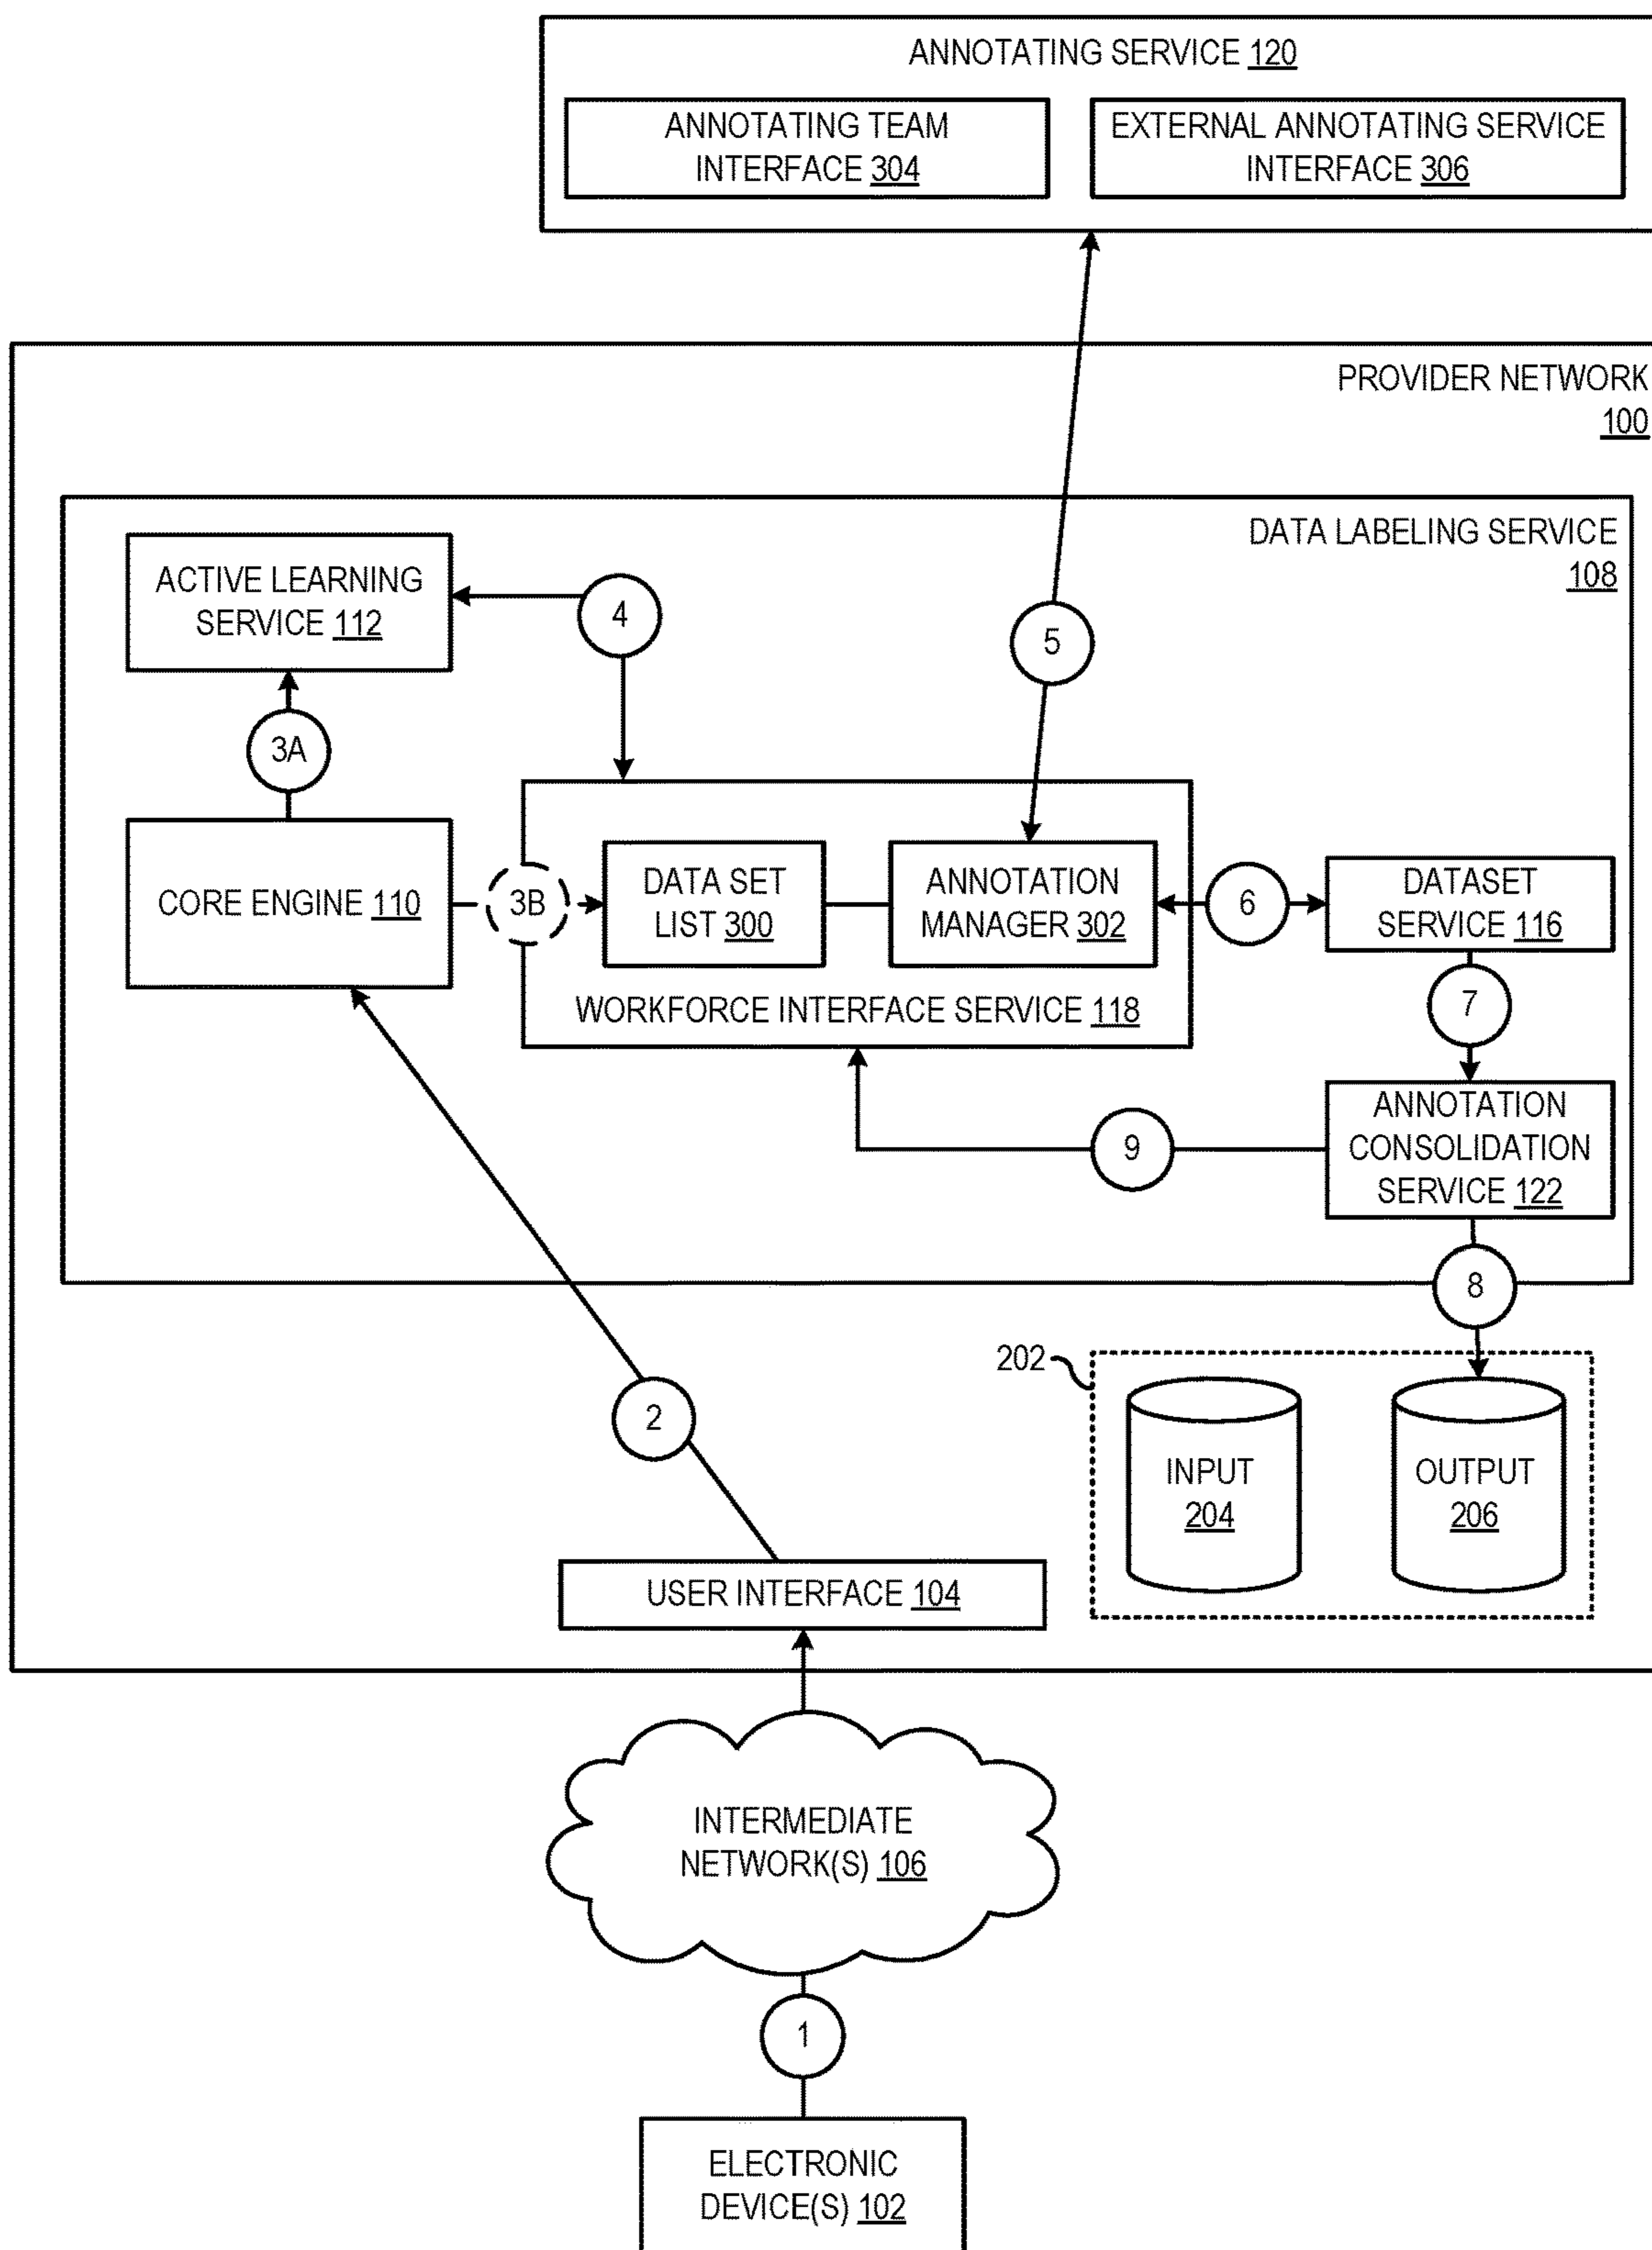 ANNOTATING SERVICE 120
ANNOTATING TEAM
INTERFACE 304
EXTERNAL ANNOTATING SERVICE
INTERFACE 306
PROVIDER NETWORK
100
DATA LABELING SERVICE
108
ACTIVE LEARNING
SERVICE 112
4
5
3A
CORE ENGINE 110
3B
DATA SET
LIST 300
ANNOTATION
MANAGER 302
6
DATASET
SERVICE 116
WORKFORCE INTERFACE SERVICE 118
7
9
ANNOTATION
CONSOLIDATION
SERVICE 122
8
202
2
INPUT
204
OUTPUT
206
USER INTERFACE 104
INTERMEDIATE
NETWORK(S) 106
1
ELECTRONIC
DEVICE(S) 102